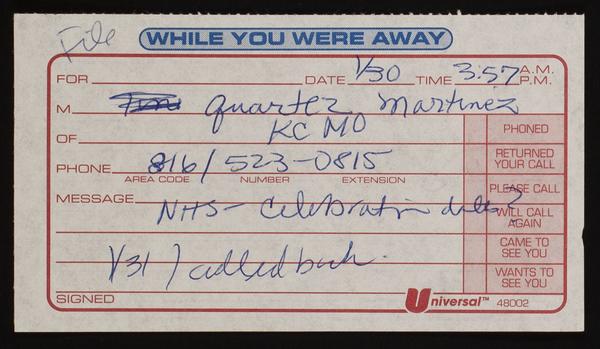 File
WHILE YOU WERE AWAY
FOR DATE 1/30 TIME 3:57 A.M. P.M.
M. Quartez Martinez
OF KC MO
PHONED
PHONE 816/523-0815
AREA CODE NUMBER EXTENSION
RETURNED YOUR CALL
PLEASE CALL
MESSAGE NHS - Celebration dates?
WILL CALL AGAIN
CAME TO SEE YOU
1/31 / called back.
WANTS TO SEE YOU
SIGNED
Universal™ 48002